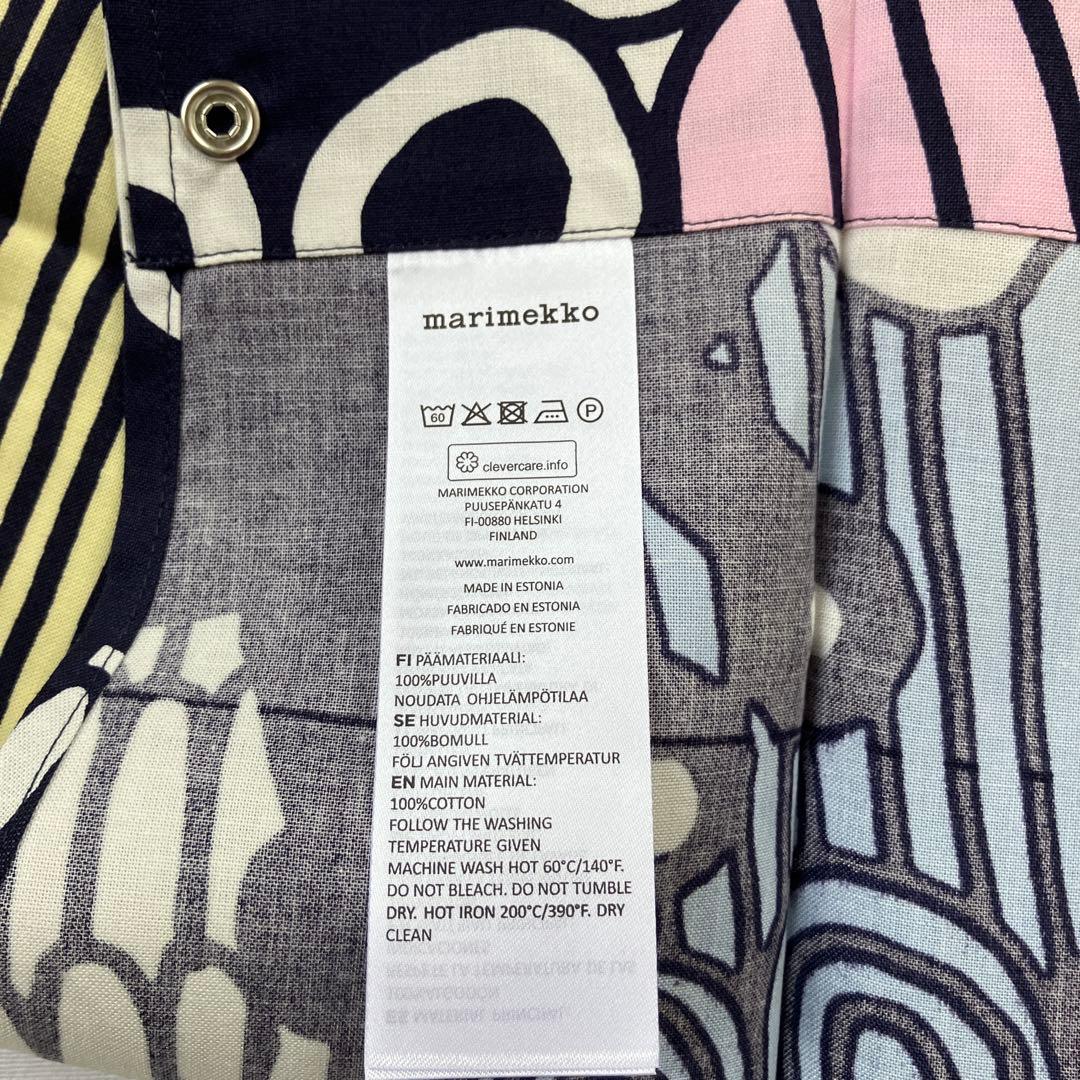 marimekko
60 P
clevercare.info
MARIMEKKO CORPORATION
PUUSEPÄNKATU 4
FI-00880 HELSINKI
FINLAND
www.marimekko.com
MADE IN ESTONIA
FABRICADO EN ESTONIA
FABRIQUÉ EN ESTONIE
FI PÄÄMATERIAALI:
100%PUUVILLA
NOUDATA OHJELÄMPÖTILAA
SE HUVUDMATERIAL:
100%BOMULL
FÖLJ ANGIVEN TVÄTTEMPERATUR
EN MAIN MATERIAL:
100%COTTON
FOLLOW THE WASHING
TEMPERATURE GIVEN
MACHINE WASH HOT 60°C/140°F.
DO NOT BLEACH. DO NOT TUMBLE
DRY. HOT IRON 200°C/390°F. DRY
CLEAN